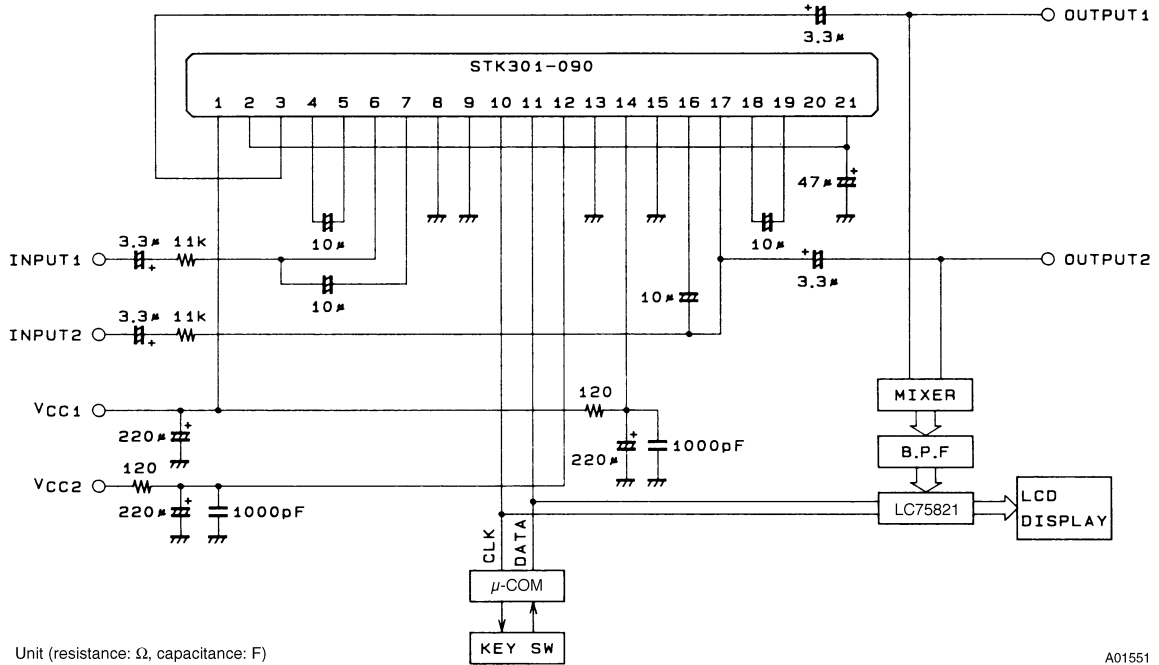 +
3.3μ
OUTPUT1
STK301-090
1 2 3 4 5 6 7 8 9 10 11 12 13 14 15 16 17 18 19 20 21
47μ
+
10μ
10μ
INPUT1
3.3μ
+
11k
10μ
+
3.3μ
OUTPUT2
10μ
INPUT2
3.3μ
+
11k
MIXER
VCC1
220μ
+
120
220μ
+
1000pF
B.P.F
VCC2
120
220μ
+
1000pF
LC75821
LCD
DISPLAY
CLK
DATA
μ-COM
KEY SW
Unit (resistance: Ω, capacitance: F)
A01551